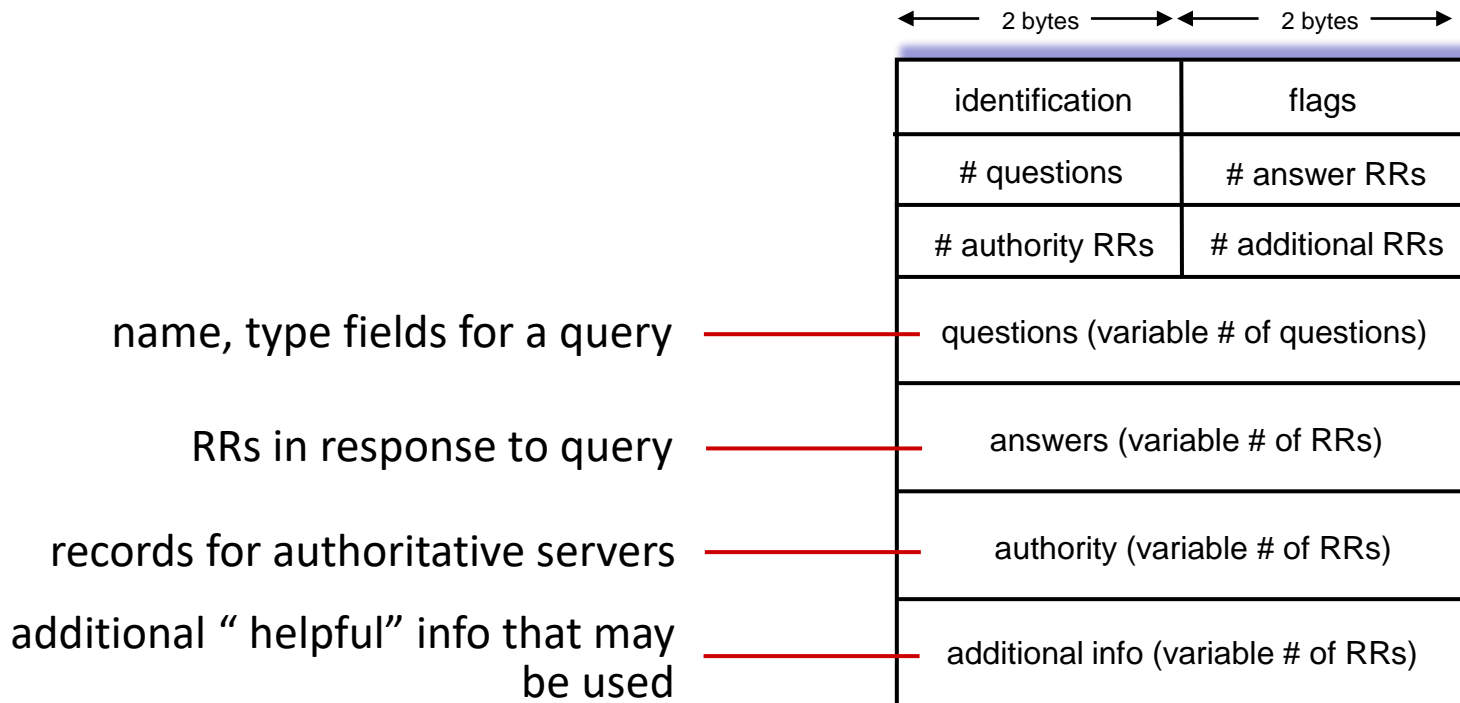 2 bytes 2 bytes
identification flags
# questions # answer RRs
# authority RRs # additional RRs
name, type fields for a query questions (variable # of questions)
RRs in response to query answers (variable # of RRs)
records for authoritative servers authority (variable # of RRs)
additional “ helpful” info that may
be used
additional info (variable # of RRs)